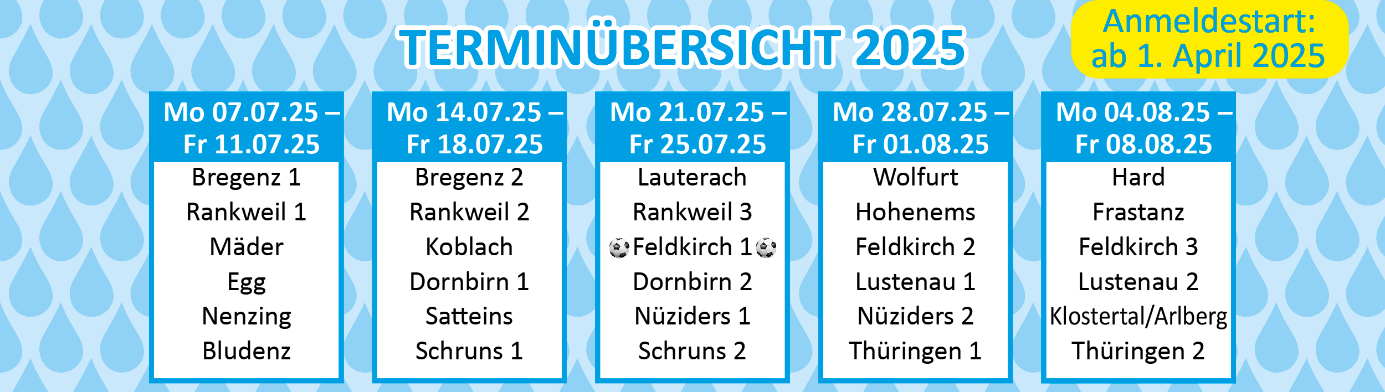 TERMINÜBERSICHT 2025
Anmeldestart:
ab 1. April 2025
Mo 07.07.25 –
Fr 11.07.25
Bregenz 1
Rankweil 1
Mäder
Egg
Nenzing
Bludenz
Mo 14.07.25 –
Fr 18.07.25
Bregenz 2
Rankweil 2
Koblach
Dornbirn 1
Satteins
Schruns 1
Mo 21.07.25 –
Fr 25.07.25
Lauterach
Rankweil 3
Feldkirch 1
Dornbirn 2
Nüziders 1
Schruns 2
Mo 28.07.25 –
Fr 01.08.25
Wolfurt
Hohenems
Feldkirch 2
Lustenau 1
Nüziders 2
Thüringen 1
Mo 04.08.25 –
Fr 08.08.25
Hard
Frastanz
Feldkirch 3
Lustenau 2
Klostertal/Arlberg
Thüringen 2